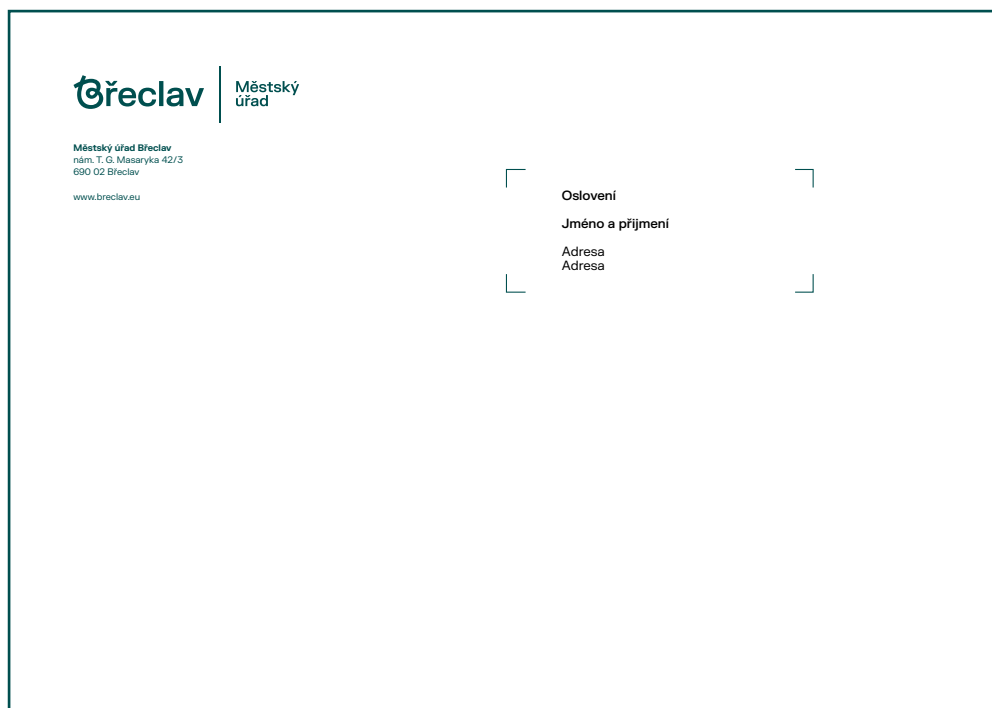 Břeclav
Městský
úřad
Městský úřad Břeclav
nám. T. G. Masaryka 42/3
690 02 Břeclav
www.breclav.eu
Oslovení
Jméno a přijmení
Adresa
Adresa